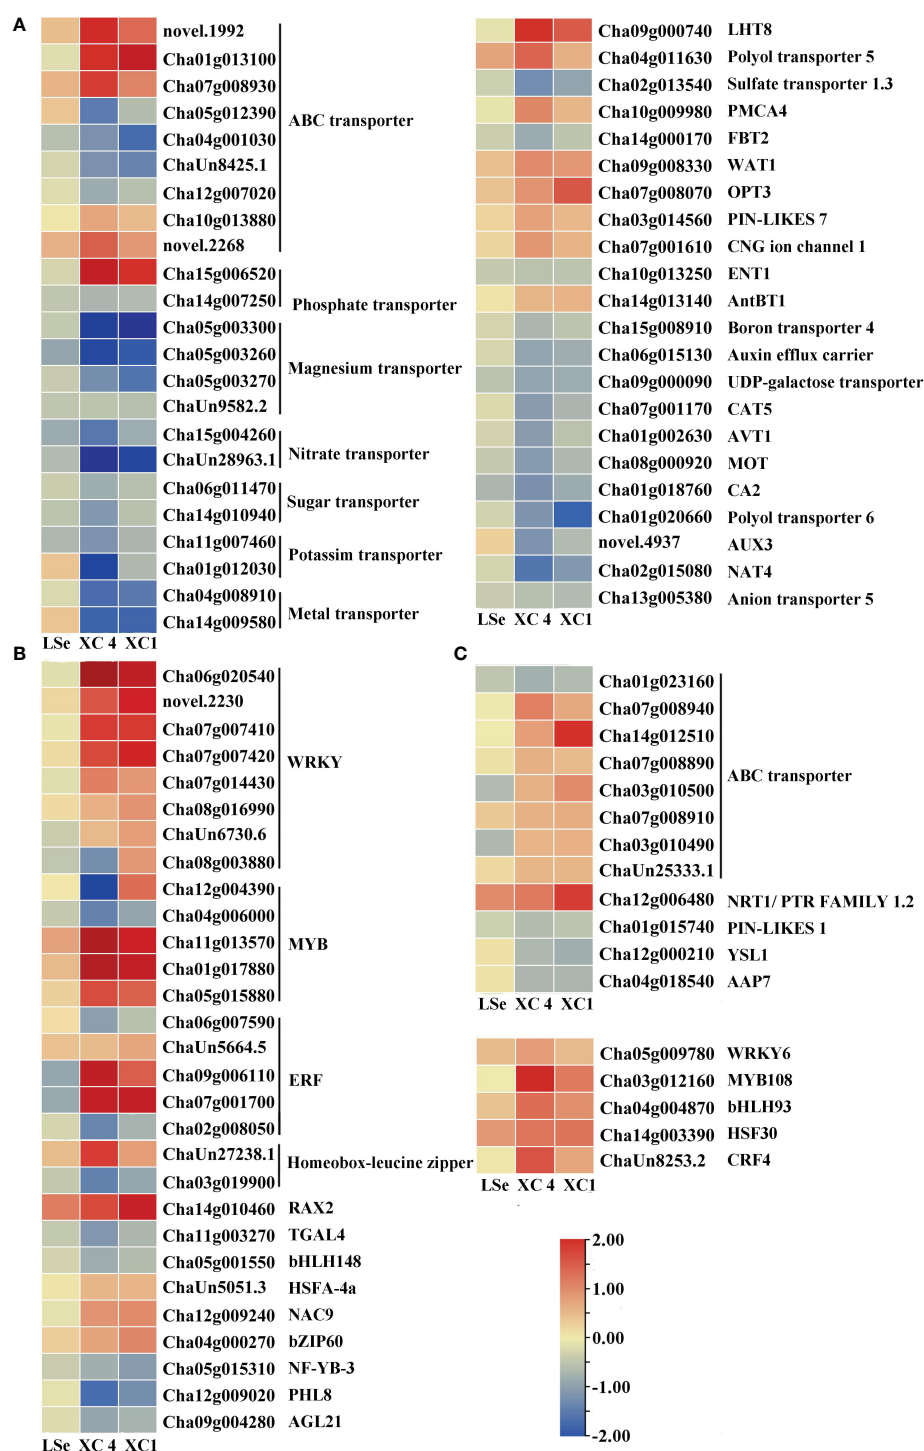 A
novel.1992
Cha01g013100
Cha07g008930
Cha05g012390
ABC transporter
Cha04g001030
ChaUn8425.1
Cha12g007020
Cha10g013880
novel.2268
Cha15g006520
Cha14g007250
Phosphate transporter
Cha05g003300
Cha05g003260
Magnesium transporter
Cha05g003270
ChaUn9582.2
Cha15g004260
Nitrate transporter
ChaUn28963.1
Cha06g011470
Sugar transporter
Cha14g010940
Cha11g007460
Potassim transporter
Cha01g012030
Cha04g008910
Metal transporter
Cha14g009580
LSe XC 4 XC1
Cha09g000740 LHT8
Cha04g011630 Polyol transporter 5
Cha02g013540 Sulfate transporter 1.3
Cha10g009980 PMCA4
Cha14g000170 FBT2
Cha09g008330 WAT1
Cha07g008070 OPT3
Cha03g014560 PIN-LIKES 7
Cha07g001610 CNG ion channel 1
Cha10g013250 ENT1
Cha14g013140 AntBT1
Cha15g008910 Boron transporter 4
Cha06g015130 Auxin efflux carrier
Cha09g000090 UDP-galactose transporter
Cha07g001170 CAT5
Cha01g002630 AVT1
Cha08g000920 MOT
Cha01g018760 CA2
Cha01g020660 Polyol transporter 6
novel.4937 AUX3
Cha02g015080 NAT4
Cha13g005380 Anion transporter 5
LSe XC 4 XC1
B
Cha06g020540
novel.2230
Cha07g007410
Cha07g007420
WRKY
Cha07g014430
Cha08g016990
ChaUn6730.6
Cha08g003880
Cha12g004390
Cha04g006000
Cha11g013570
MYB
Cha01g017880
Cha05g015880
Cha06g007590
ChaUn5664.5
Cha09g006110
ERF
Cha07g001700
Cha02g008050
ChaUn27238.1
Homeobox-leucine zipper
Cha03g019900
Cha14g010460 RAX2
Cha11g003270 TGAL4
Cha05g001550 bHLH148
ChaUn5051.3 HSFA-4a
Cha12g009240 NAC9
Cha04g000270 bZIP60
Cha05g015310 NF-YB-3
Cha12g009020 PHL8
Cha09g004280 AGL21
LSe XC 4 XC1
C
Cha01g023160
Cha07g008940
Cha14g012510
Cha07g008890
ABC transporter
Cha03g010500
Cha07g008910
Cha03g010490
ChaUn25333.1
Cha12g006480 NRT1/ PTR FAMILY 1.2
Cha01g015740 PIN-LIKES 1
Cha12g000210 YSL1
Cha04g018540 AAP7
LSe XC 4 XC1
Cha05g009780 WRKY6
Cha03g012160 MYB108
Cha04g004870 bHLH93
Cha14g003390 HSF30
ChaUn8253.2 CRF4
LSe XC 4 XC1
2.00
1.00
0.00
-1.00
-2.00